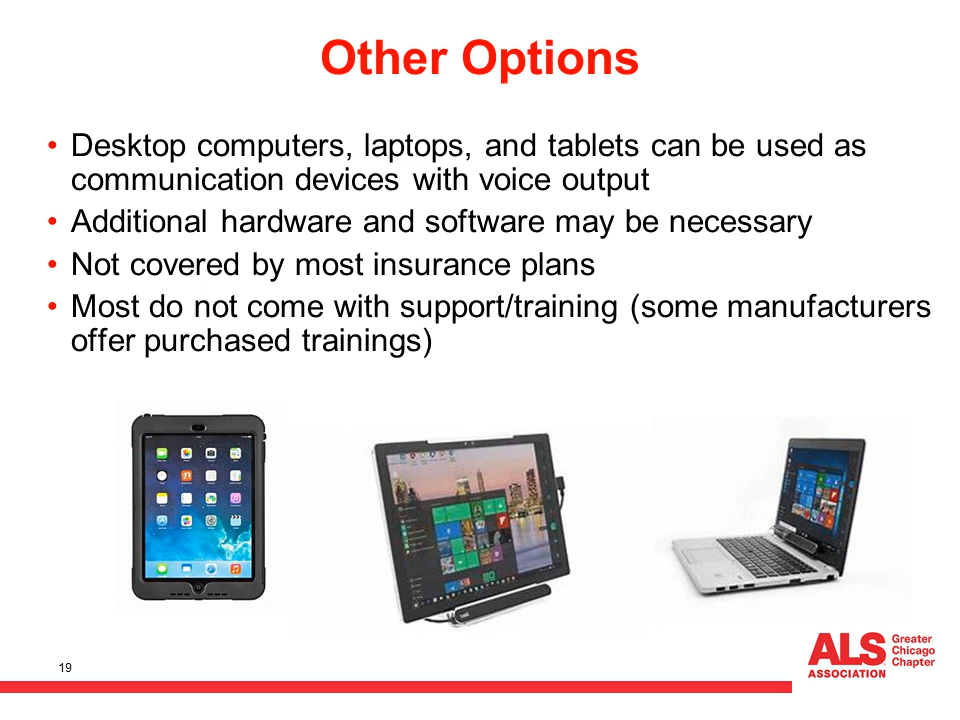 Other Options
• Desktop computers, laptops, and tablets can be used as
communication devices with voice output
• Additional hardware and software may be necessary
• Not covered by most insurance plans
• Most do not come with support/training (some manufacturers
offer purchased trainings)
19
ALS
ASSOCIATION
Greater
Chicago
Chapter